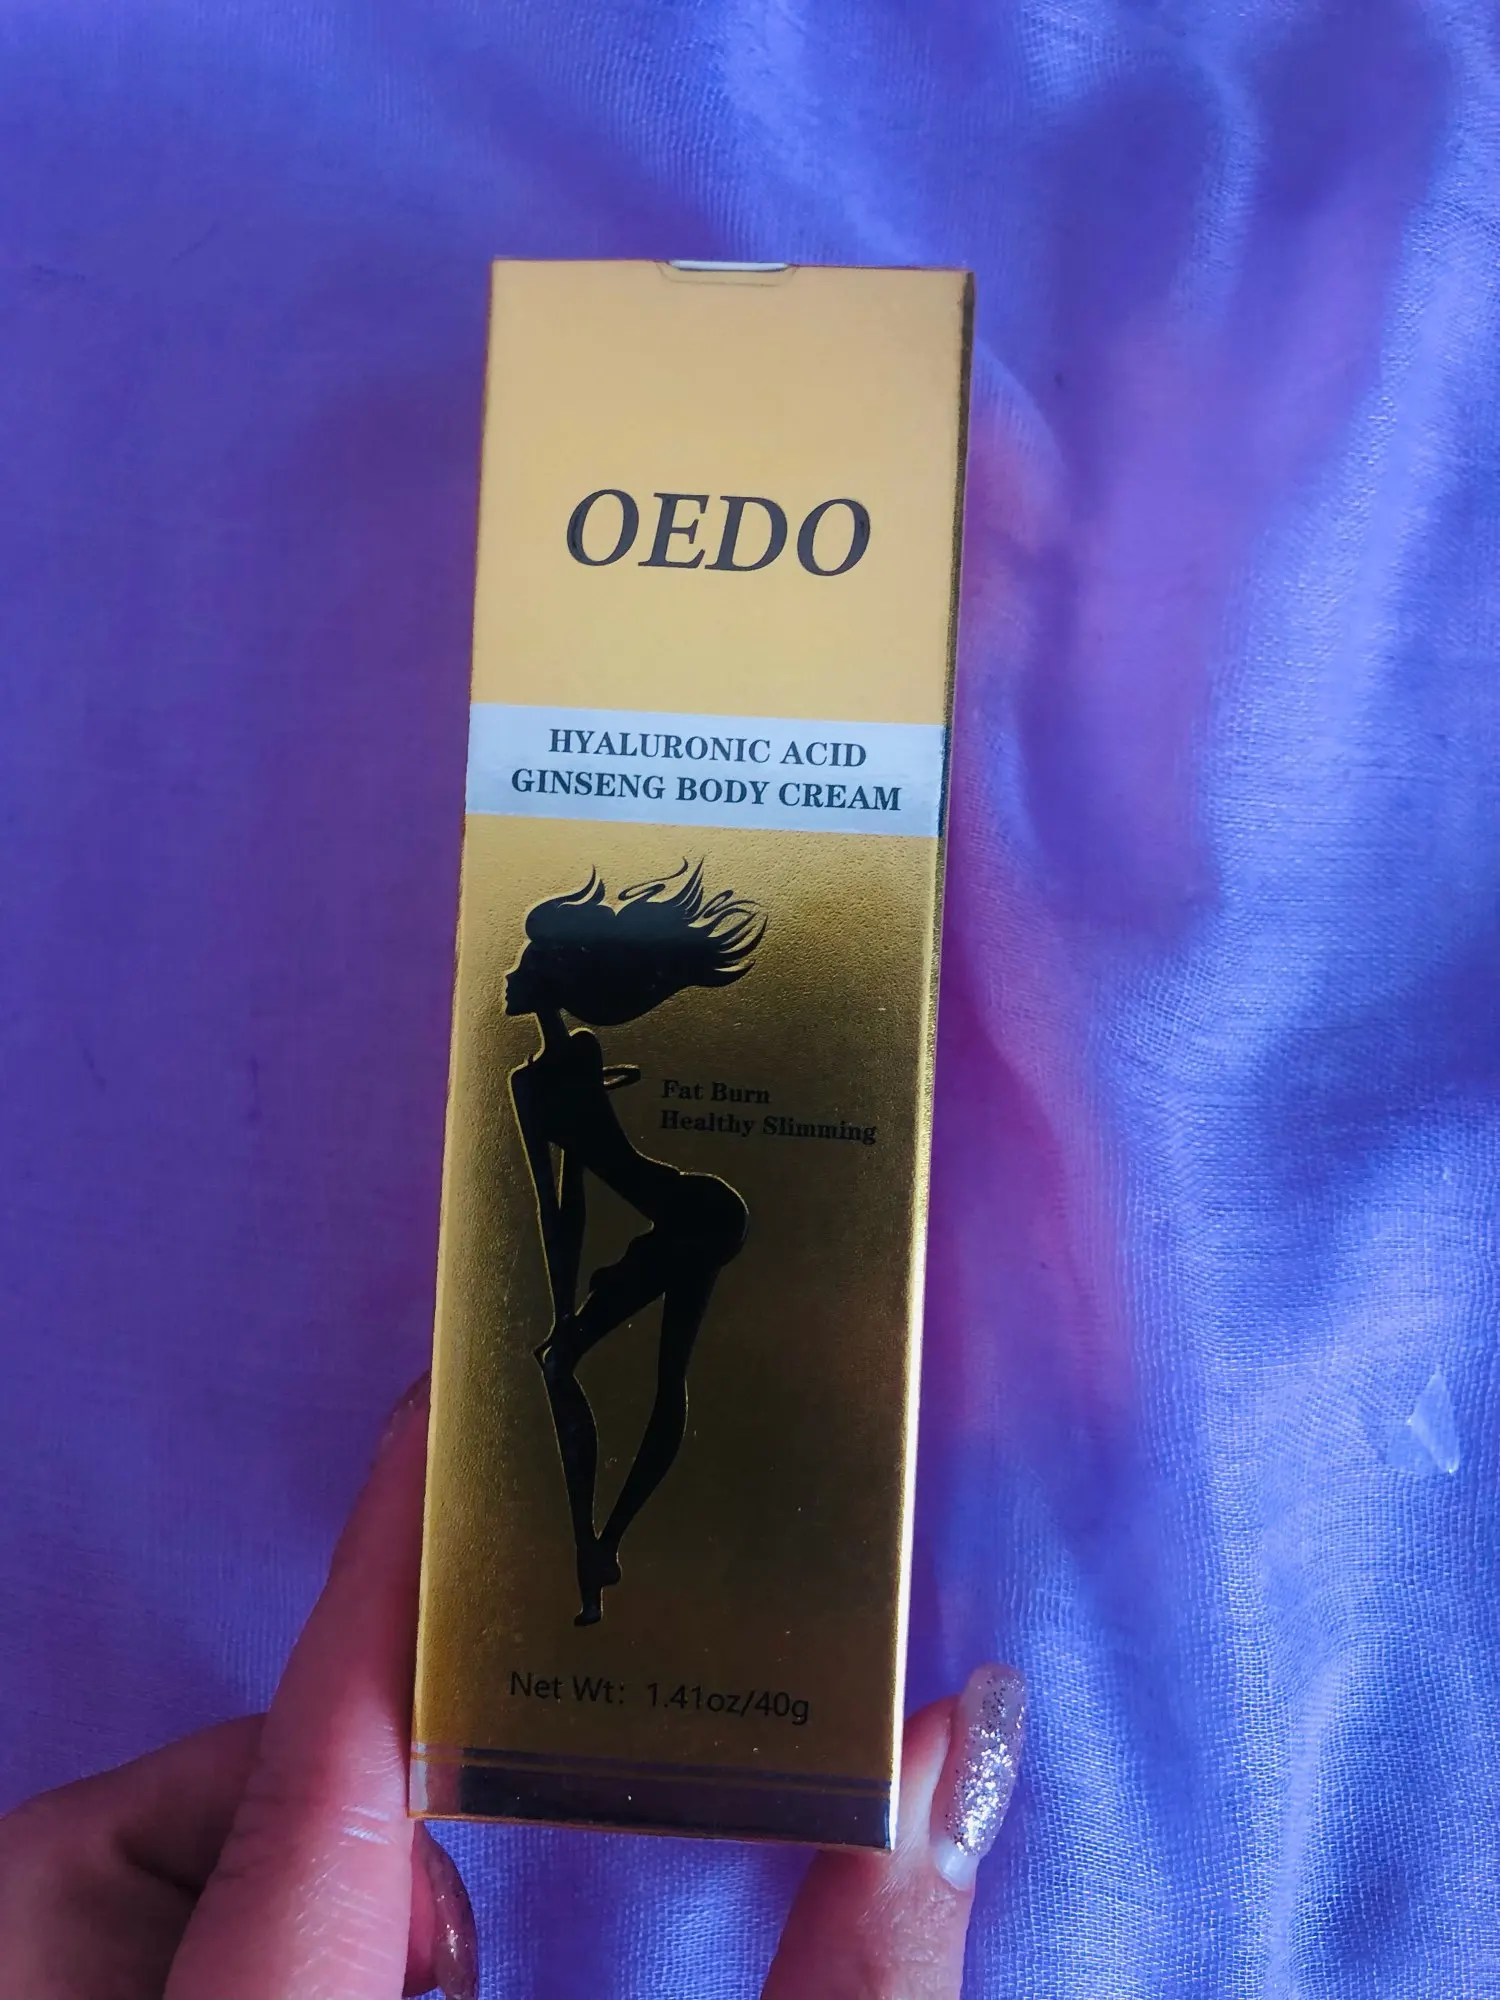 OEDO
HYALURONIC ACID
GINSENG BODY CREAM
Fat Burn
Healthy Slimming
Net Wt: 1.41oz/40g